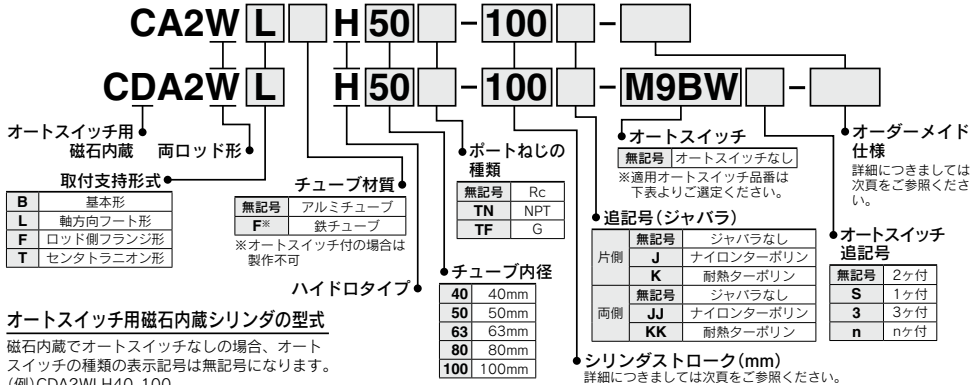 CA2W L H 50 - 100 -
CDA2W L H 50 - 100 - M9BW -
オートスイッチ用
磁石内蔵
両ロッド形
取付支持形式
B 基本形
L 軸方向フート形
F ロッド側フランジ形
T センタトラニオン形
チューブ材質
無記号 アルミチューブ
F※ 鉄チューブ
※オートスイッチ付の場合は
製作不可
ハイドロタイプ
ポートねじの
種類
無記号 Rc
TN NPT
TF G
チューブ内径
40 40mm
50 50mm
63 63mm
80 80mm
100 100mm
オートスイッチ
無記号 オートスイッチなし
※適用オートスイッチ品番は
下表よりご選定ください。
追記号(ジャバラ)
片側
無記号 ジャバラなし
J ナイロンターポリン
K 耐熱ターポリン
両側
無記号 ジャバラなし
JJ ナイロンターポリン
KK 耐熱ターポリン
シリンダストローク(mm)
詳細につきましては次頁をご参照ください。
オーダーメイド
仕様
詳細につきましては
次頁をご参照くださ
い。
オートスイッチ
追記号
無記号 2ヶ付
S 1ヶ付
3 3ヶ付
n nヶ付
オートスイッチ用磁石内蔵シリンダの型式
磁石内蔵でオートスイッチなしの場合、オート
スイッチの種類の表示記号は無記号になります。
(例)CDA2WLH40-100